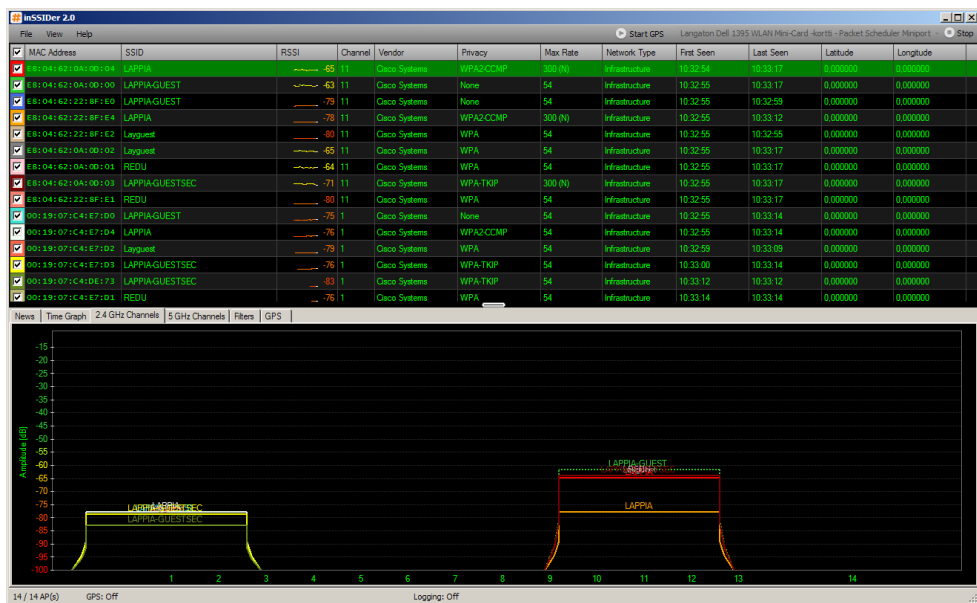 inSSIDer 2.0
File View Help Start GPS Langaton Dell 1395 WLAN Mini-Card -kortti - Packet Scheduler Miniport - Stop
MAC Address SSID RSSI Channel Vendor Privacy Max Rate Network Type First Seen Last Seen Latitude Longitude
E8:04:62:0A:0D:04 LAPPIA -65 11 Cisco Systems WPA2-CCMP 300 (N) Infrastructure 10:32:54 10:33:17 0,000000 0,000000
E8:04:62:0A:0D:00 LAPPIA-GUEST -63 11 Cisco Systems None 54 Infrastructure 10:32:55 10:33:17 0,000000 0,000000
E8:04:62:22:8F:E0 LAPPIA-GUEST -79 11 Cisco Systems None 54 Infrastructure 10:32:55 10:32:59 0,000000 0,000000
E8:04:62:22:8F:E4 LAPPIA -78 11 Cisco Systems WPA2-CCMP 300 (N) Infrastructure 10:32:55 10:33:12 0,000000 0,000000
E8:04:62:22:8F:E2 Layguest -80 11 Cisco Systems WPA 54 Infrastructure 10:32:55 10:32:55 0,000000 0,000000
E8:04:62:0A:0D:02 Layguest -65 11 Cisco Systems WPA 54 Infrastructure 10:32:55 10:33:17 0,000000 0,000000
E8:04:62:0A:0D:01 REDU -64 11 Cisco Systems WPA 54 Infrastructure 10:32:55 10:33:17 0,000000 0,000000
E8:04:62:0A:0D:03 LAPPIA-GUESTSEC -71 11 Cisco Systems WPA-TKIP 300 (N) Infrastructure 10:32:55 10:33:17 0,000000 0,000000
E8:04:62:22:8F:E1 REDU -80 11 Cisco Systems WPA 54 Infrastructure 10:32:55 10:33:17 0,000000 0,000000
00:19:07:C4:E7:D0 LAPPIA-GUEST -75 1 Cisco Systems None 54 Infrastructure 10:32:55 10:33:14 0,000000 0,000000
00:19:07:C4:E7:D4 LAPPIA -76 1 Cisco Systems WPA2-CCMP 54 Infrastructure 10:32:55 10:33:14 0,000000 0,000000
00:19:07:C4:E7:D2 Layguest -79 1 Cisco Systems WPA 54 Infrastructure 10:32:59 10:33:09 0,000000 0,000000
00:19:07:C4:E7:D3 LAPPIA-GUESTSEC -76 1 Cisco Systems WPA-TKIP 54 Infrastructure 10:33:00 10:33:14 0,000000 0,000000
00:19:07:C4:DE:73 LAPPIA-GUESTSEC -83 1 Cisco Systems WPA-TKIP 54 Infrastructure 10:33:12 10:33:12 0,000000 0,000000
00:19:07:C4:E7:D1 REDU -76 1 Cisco Systems WPA 54 Infrastructure 10:33:14 10:33:14 0,000000 0,000000
News Time Graph 2.4 GHz Channels 5 GHz Channels Filters GPS
Amplitude [dB]
-15
-20
-25
-30
-35
-40
-45
-50
-55
-60
-65
-70
-75
-80
-85
-90
-95
-100
LAPPIA-GUEST
LAPPIA
LAPPIA
LAPPIA-GUESTSEC
1 2 3 4 5 6 7 8 9 10 11 12 13 14
14 / 14 AP(s) GPS: Off Logging: Off